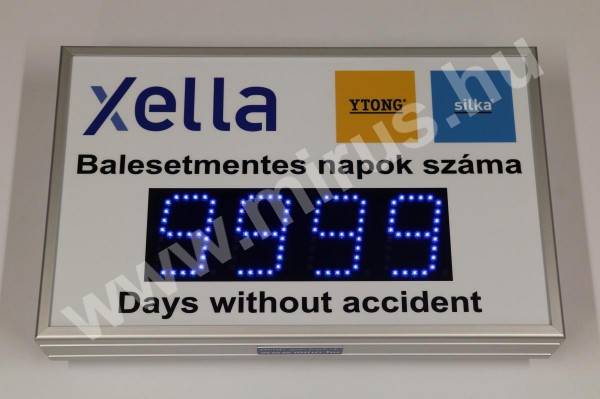 Xella
YTONG®
silka
Balesetmentes napok száma
9999
Days without accident
www.mirus.hu